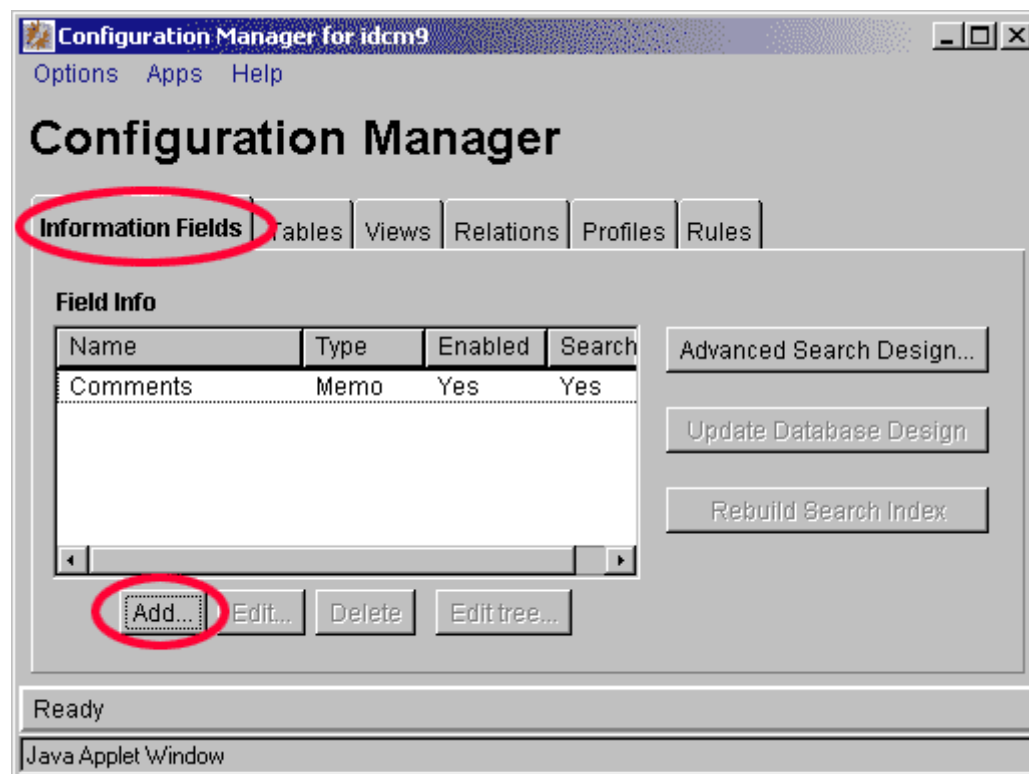 Configuration Manager for idcm9
Options Apps Help
Configuration Manager
Information Fields Tables Views Relations Profiles Rules
Field Info
Name Type Enabled Search
Comments Memo Yes Yes
Advanced Search Design...
Update Database Design
Rebuild Search Index
Add... Edit... Delete Edit tree...
Ready
Java Applet Window